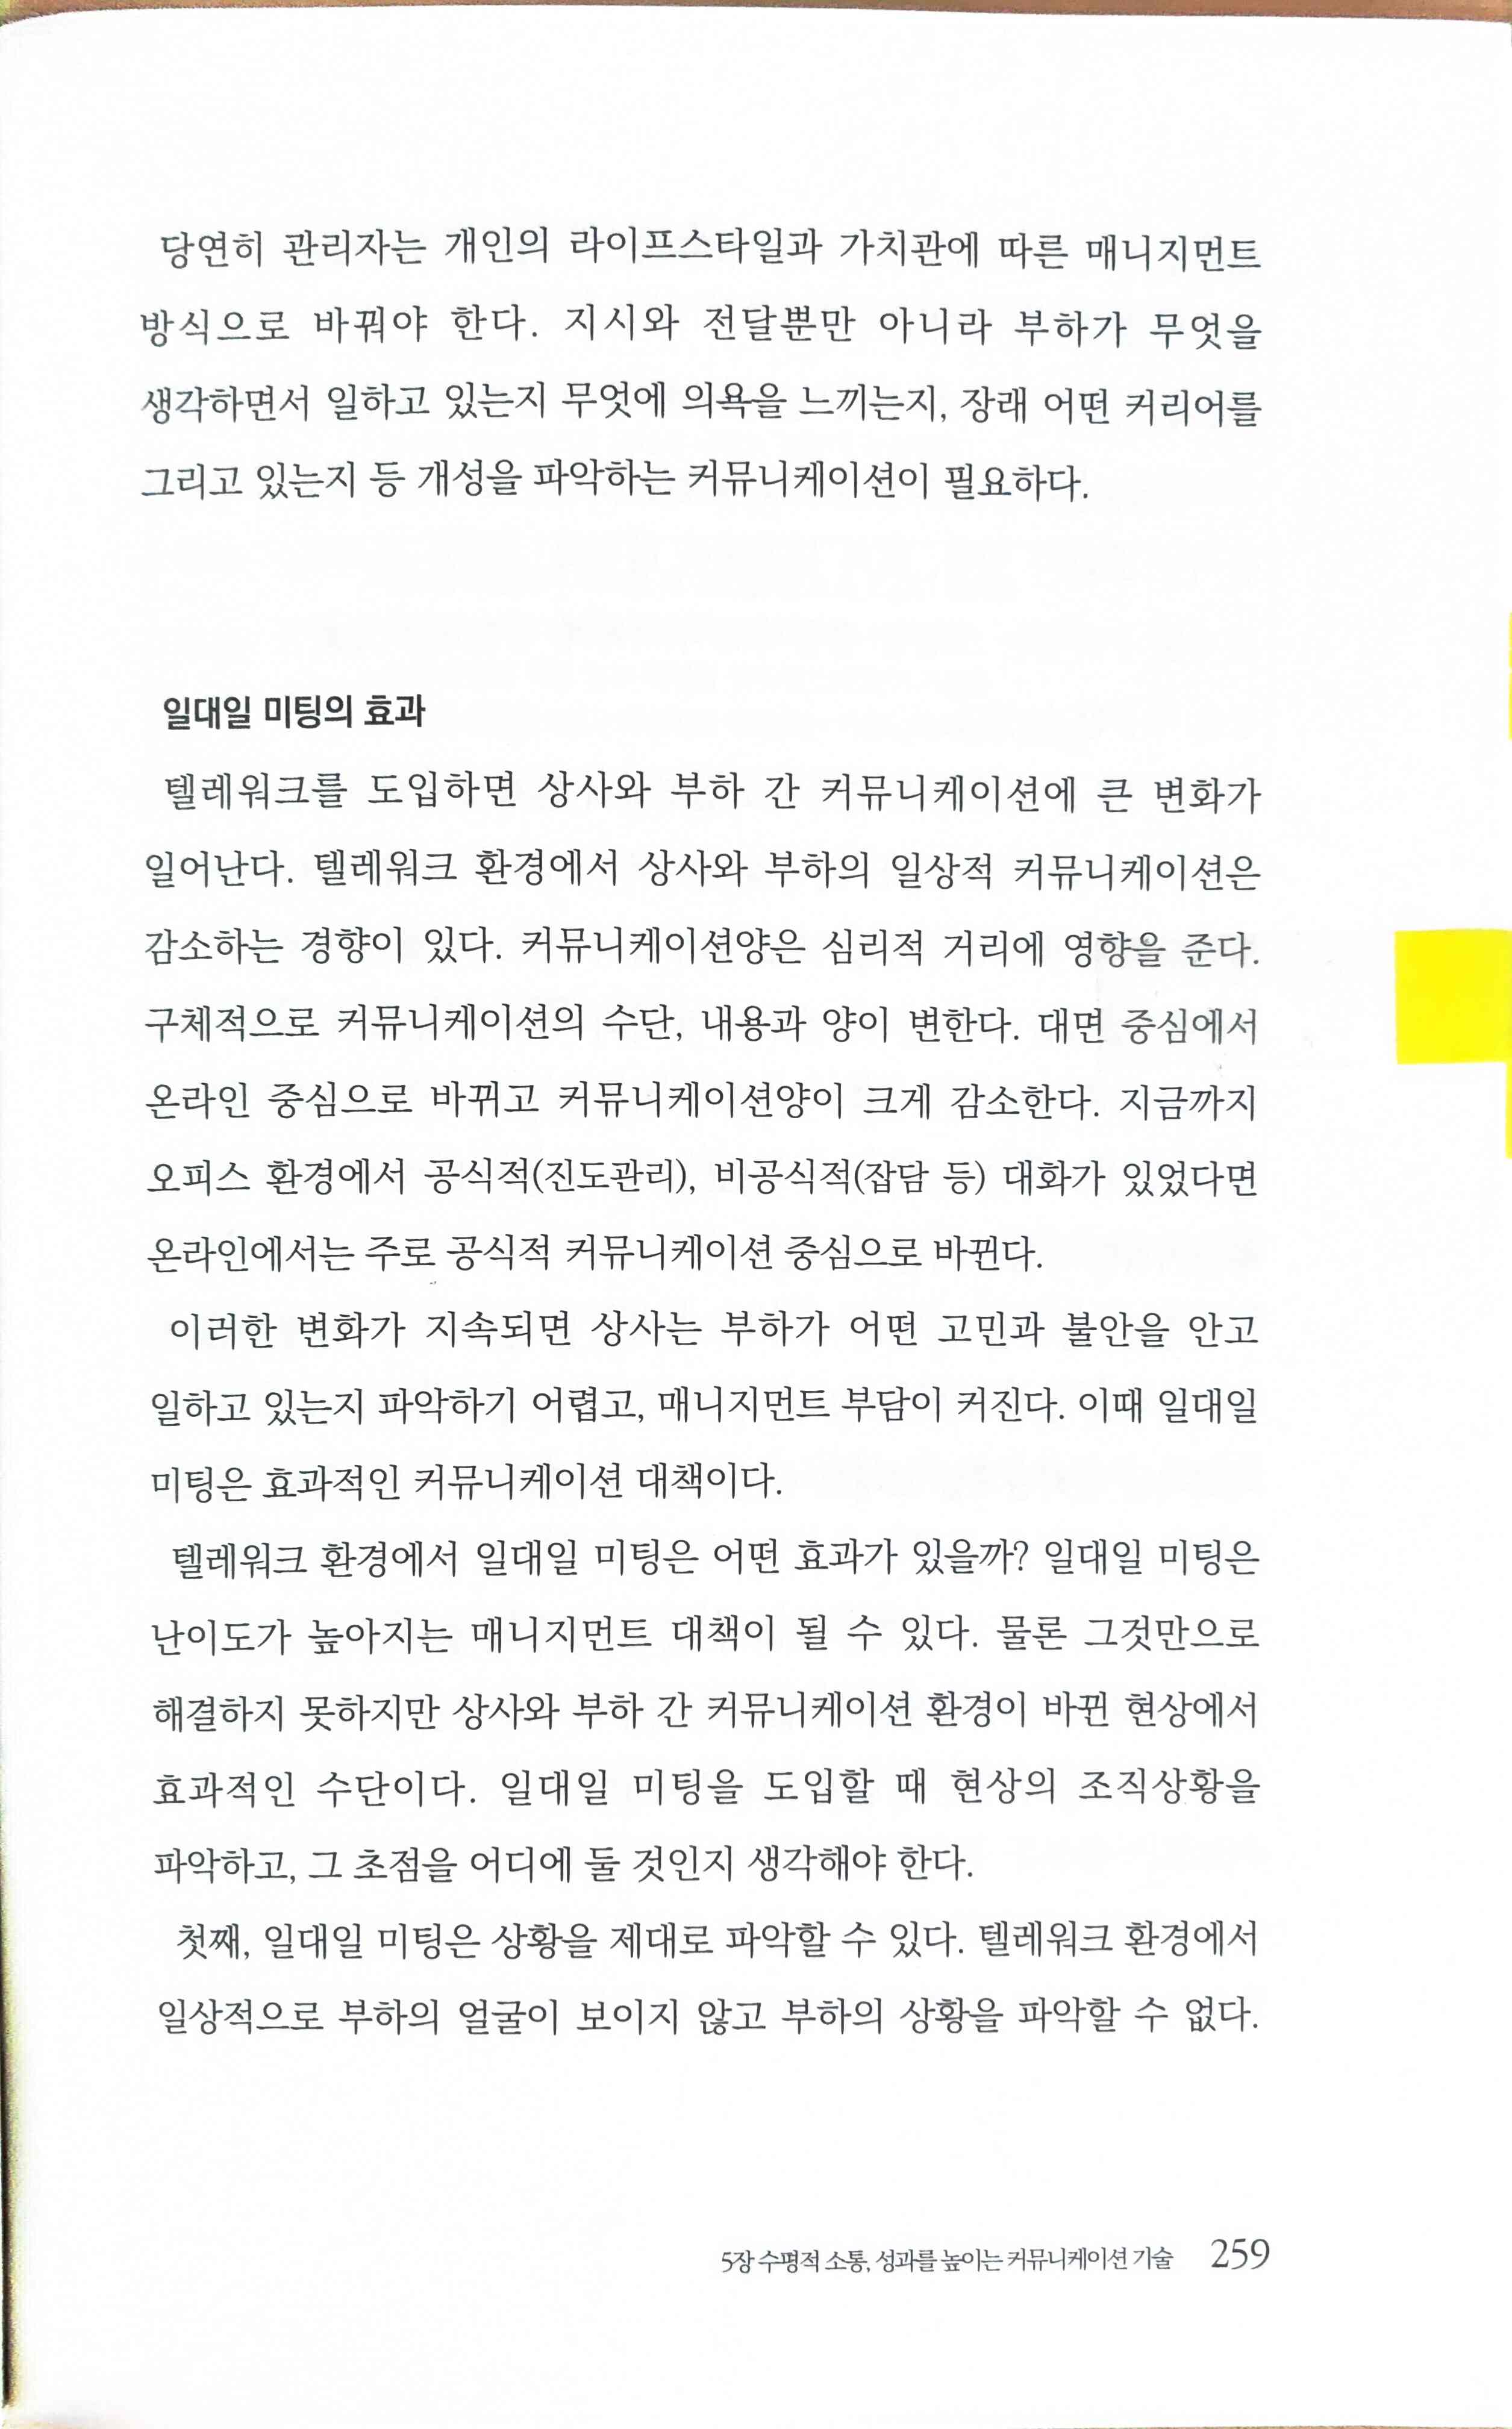 당연히 관리자는 개인의 라이프스타일과 가치관에 따른 매니지먼트
방식으로 바꿔야 한다. 지시와 전달뿐만 아니라 부하가 무엇을
생각하면서 일하고 있는지 무엇에 의욕을 느끼는지, 장래 어떤 커리어를
그리고 있는지 등 개성을 파악하는 커뮤니케이션이 필요하다.
일대일 미팅의 효과
텔레워크를 도입하면 상사와 부하 간 커뮤니케이션에 큰 변화가
일어난다. 텔레워크 환경에서 상사와 부하의 일상적 커뮤니케이션은
감소하는 경향이 있다. 커뮤니케이션양은 심리적 거리에 영향을 준다.
구체적으로 커뮤니케이션의 수단, 내용과 양이 변한다. 대면 중심에서
온라인 중심으로 바뀌고 커뮤니케이션양이 크게 감소한다. 지금까지
오피스 환경에서 공식적(진도관리), 비공식적(잡담 등) 대화가 있었다면
온라인에서는 주로 공식적 커뮤니케이션 중심으로 바뀐다.
이러한 변화가 지속되면 상사는 부하가 어떤 고민과 불안을 안고
일하고 있는지 파악하기 어렵고, 매니지먼트 부담이 커진다. 이때 일대일
미팅은 효과적인 커뮤니케이션 대책이다.
텔레워크 환경에서 일대일 미팅은 어떤 효과가 있을까? 일대일 미팅은
난이도가 높아지는 매니지먼트 대책이 될 수 있다. 물론 그것만으로
해결하지 못하지만 상사와 부하 간 커뮤니케이션 환경이 바뀐 현상에서
효과적인 수단이다. 일대일 미팅을 도입할 때 현상의 조직상황을
파악하고, 그 초점을 어디에 둘 것인지 생각해야 한다.
첫째, 일대일 미팅은 상황을 제대로 파악할 수 있다. 텔레워크 환경에서
일상적으로 부하의 얼굴이 보이지 않고 부하의 상황을 파악할 수 없다.
5장 수평적 소통, 성과를 높이는 커뮤니케이션 기술 259